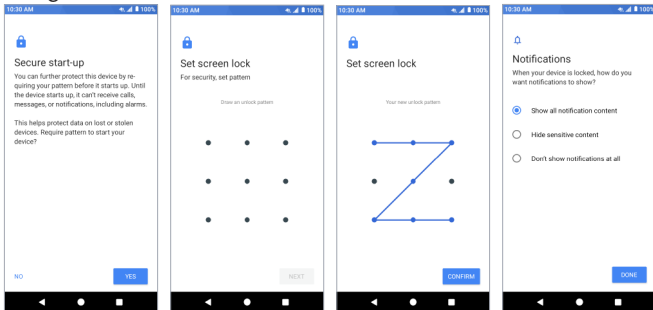 10:30 AM 100%
Secure start-up
You can further protect this device by re-
quiring your pattern before it starts up. Until
the device starts up, it can't receive calls,
messages, or notifications, including alarms.
This helps protect data on lost or stolen
devices. Require pattern to start your
device?
NO YES
10:30 AM 100%
Set screen lock
For security, set pattern
Draw an unlock pattern
NEXT
10:30 AM 100%
Set screen lock
Your new unlock pattern
CONFIRM
10:30 AM 100%
Notifications
When your device is locked, how do you
want notifications to show?
Show all notification content
Hide sensitive content
Don't show notifications at all
DONE